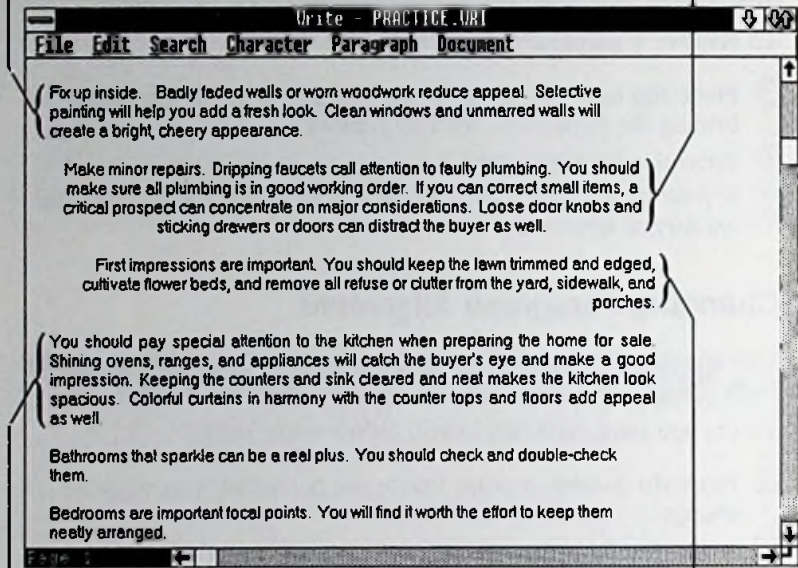 Write - PRACTICE.WRI
File Edit Search Character Paragraph Document
Fix up inside. Badly faded walls or worn woodwork reduce appeal. Selective
painting will help you add a fresh look. Clean windows and unmarred walls will
create a bright, cheery appearance.
Make minor repairs. Dripping faucets call attention to faulty plumbing. You should
make sure all plumbing is in good working order. If you can correct small items, a
critical prospect can concentrate on major considerations. Loose door knobs and
sticking drawers or doors can distract the buyer as well.
First impressions are important. You should keep the lawn trimmed and edged,
cultivate flower beds, and remove all refuse or clutter from the yard, sidewalk, and
porches.
You should pay special attention to the kitchen when preparing the home for sale.
Shining ovens, ranges, and appliances will catch the buyer's eye and make a good
impression. Keeping the counters and sink cleared and neat makes the kitchen look
spacious. Colorful curtains in harmony with the counter tops and floors add appeal
as well.
Bathrooms that sparkle can be a real plus. You should check and double-check
them.
Bedrooms are important focal points. You will find it worth the effort to keep them
neatly arranged.
Page 1